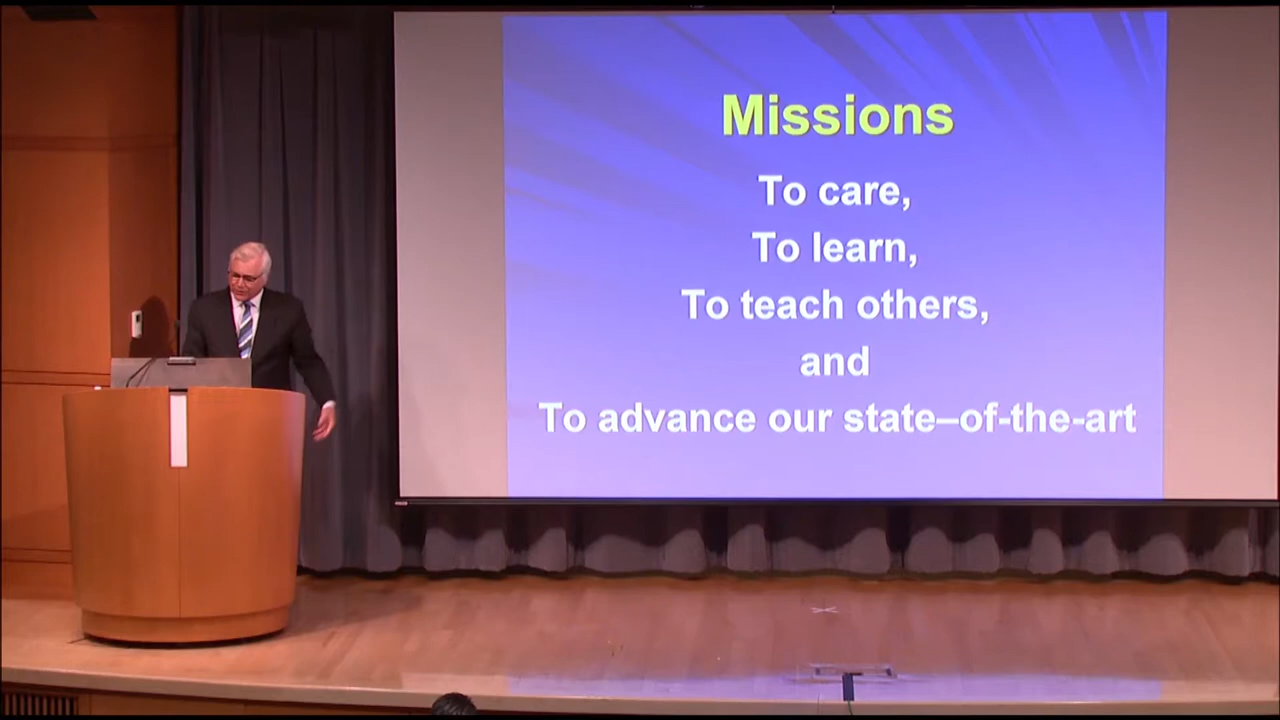 Missions
To care,
To learn,
To teach others,
and
To advance our state–of-the-art